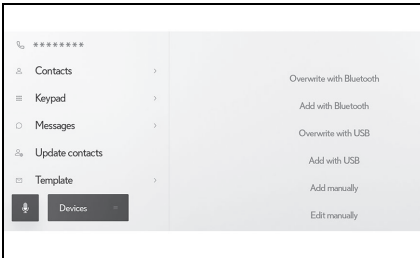 ********
Contacts
Keypad
Messages
Update contacts
Template
Devices
Overwrite with Bluetooth
Add with Bluetooth
Overwrite with USB
Add with USB
Add manually
Edit manually